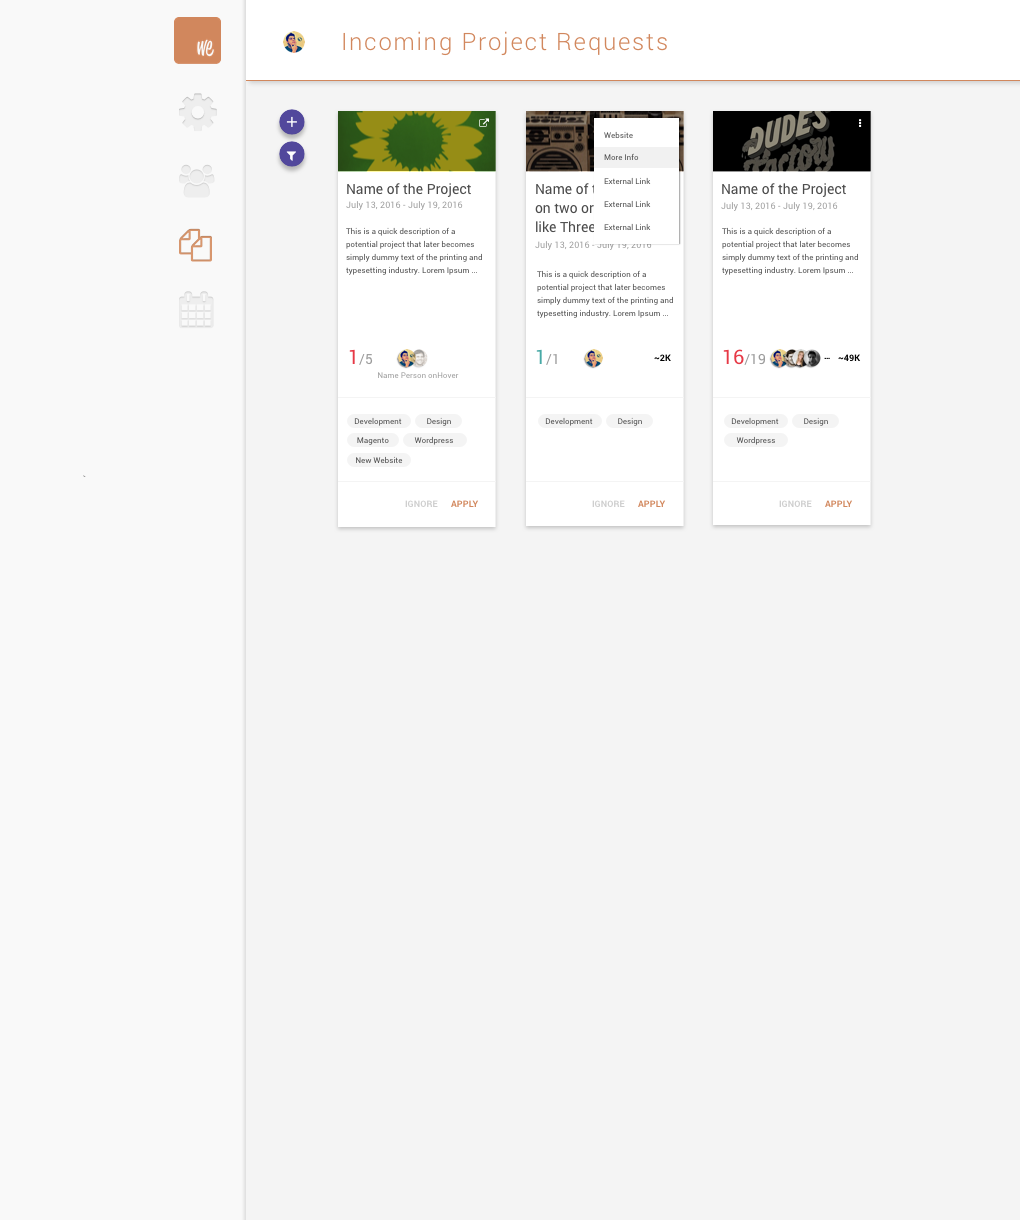 we
Incoming Project Requests
Name of the Project
July 13, 2016 - July 19, 2016
This is a quick description of a
potential project that later becomes
simply dummy text of the printing and
typesetting industry. Lorem Ipsum ...
1/5
Name Person onHover
Development
Design
Magento
Wordpress
New Website
IGNORE
APPLY
Website
More Info
External Link
External Link
External Link
Name of
on two or
like Three
July 13, 2016 - July 19, 2016
This is a quick description of a
potential project that later becomes
simply dummy text of the printing and
typesetting industry. Lorem Ipsum ...
1/1
~2K
Development
Design
IGNORE
APPLY
DUDE'S
Factory
Name of the Project
July 13, 2016 - July 19, 2016
This is a quick description of a
potential project that later becomes
simply dummy text of the printing and
typesetting industry. Lorem Ipsum ...
16/19
...
~49K
Development
Design
Wordpress
IGNORE
APPLY